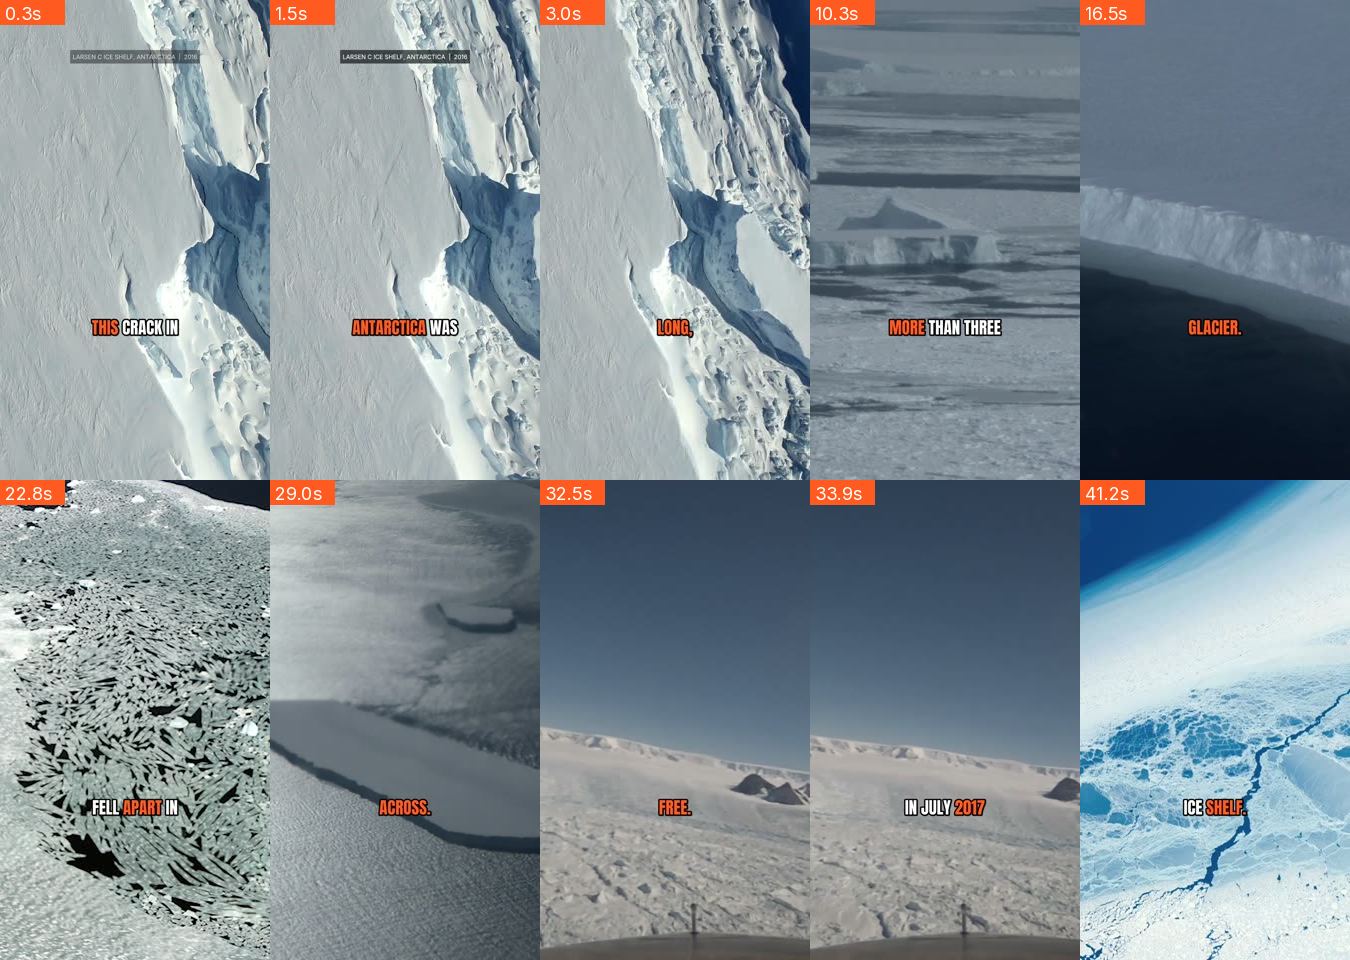 0.3s
LARSEN C ICE SHELF, ANTARCTICA | 2016
THIS CRACK IN
1.5s
LARSEN C ICE SHELF, ANTARCTICA | 2016
ANTARCTICA WAS
3.0s
LONG,
10.3s
MORE THAN THREE
16.5s
GLACIER.
22.8s
FELL APART IN
29.0s
ACROSS.
32.5s
FREE.
33.9s
IN JULY 2017
41.2s
ICE SHELF.